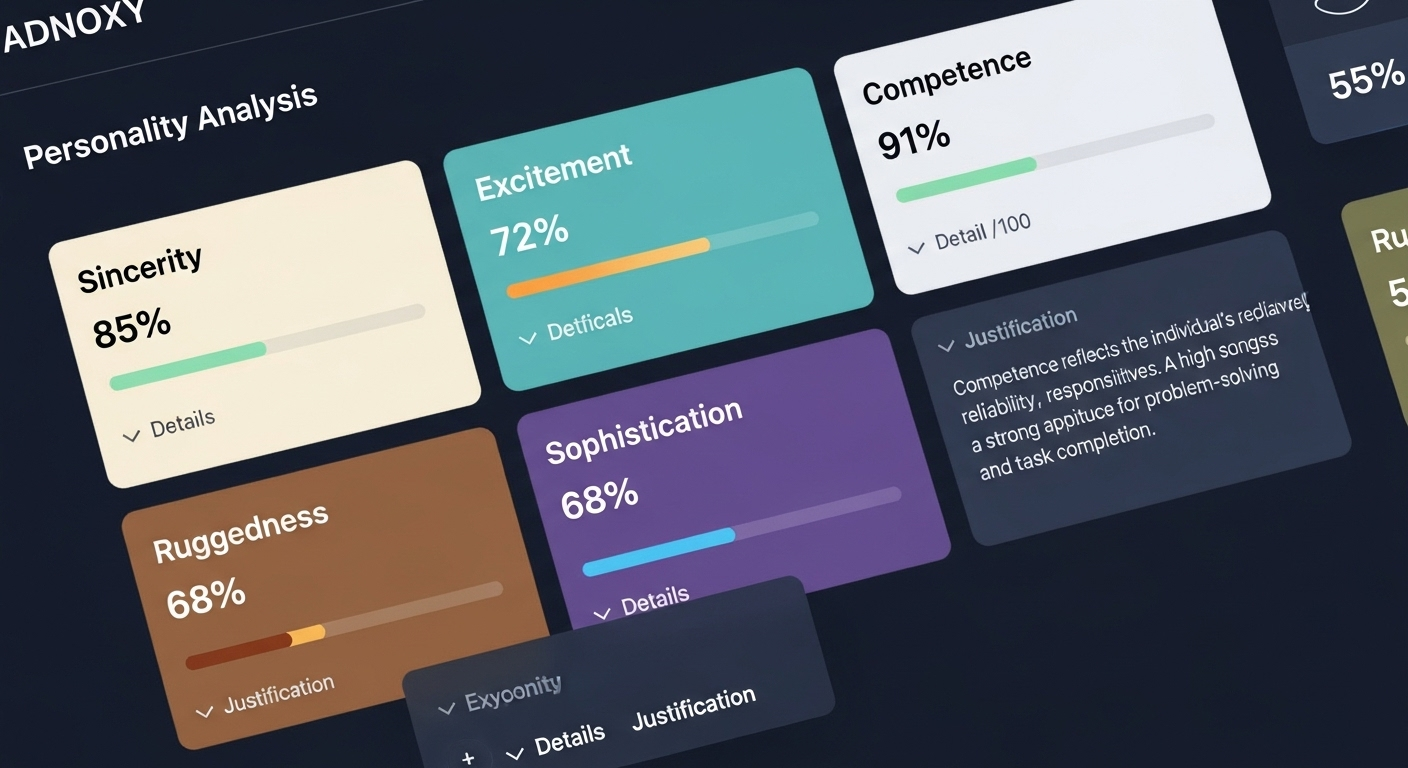 ADNOXY
Personality Analysis
Sincerity
85%
Details
Excitement
72%
Detficals
Competence
91%
Detail /100
55%
Ruggedness
68%
Justification
Sophistication
68%
Details
Justification
Competence reflects the individual's
reliability, A high songss
a strong appituce for problem-solving
and task completion.
Ru
5
Exyoonity
+
Details Justification